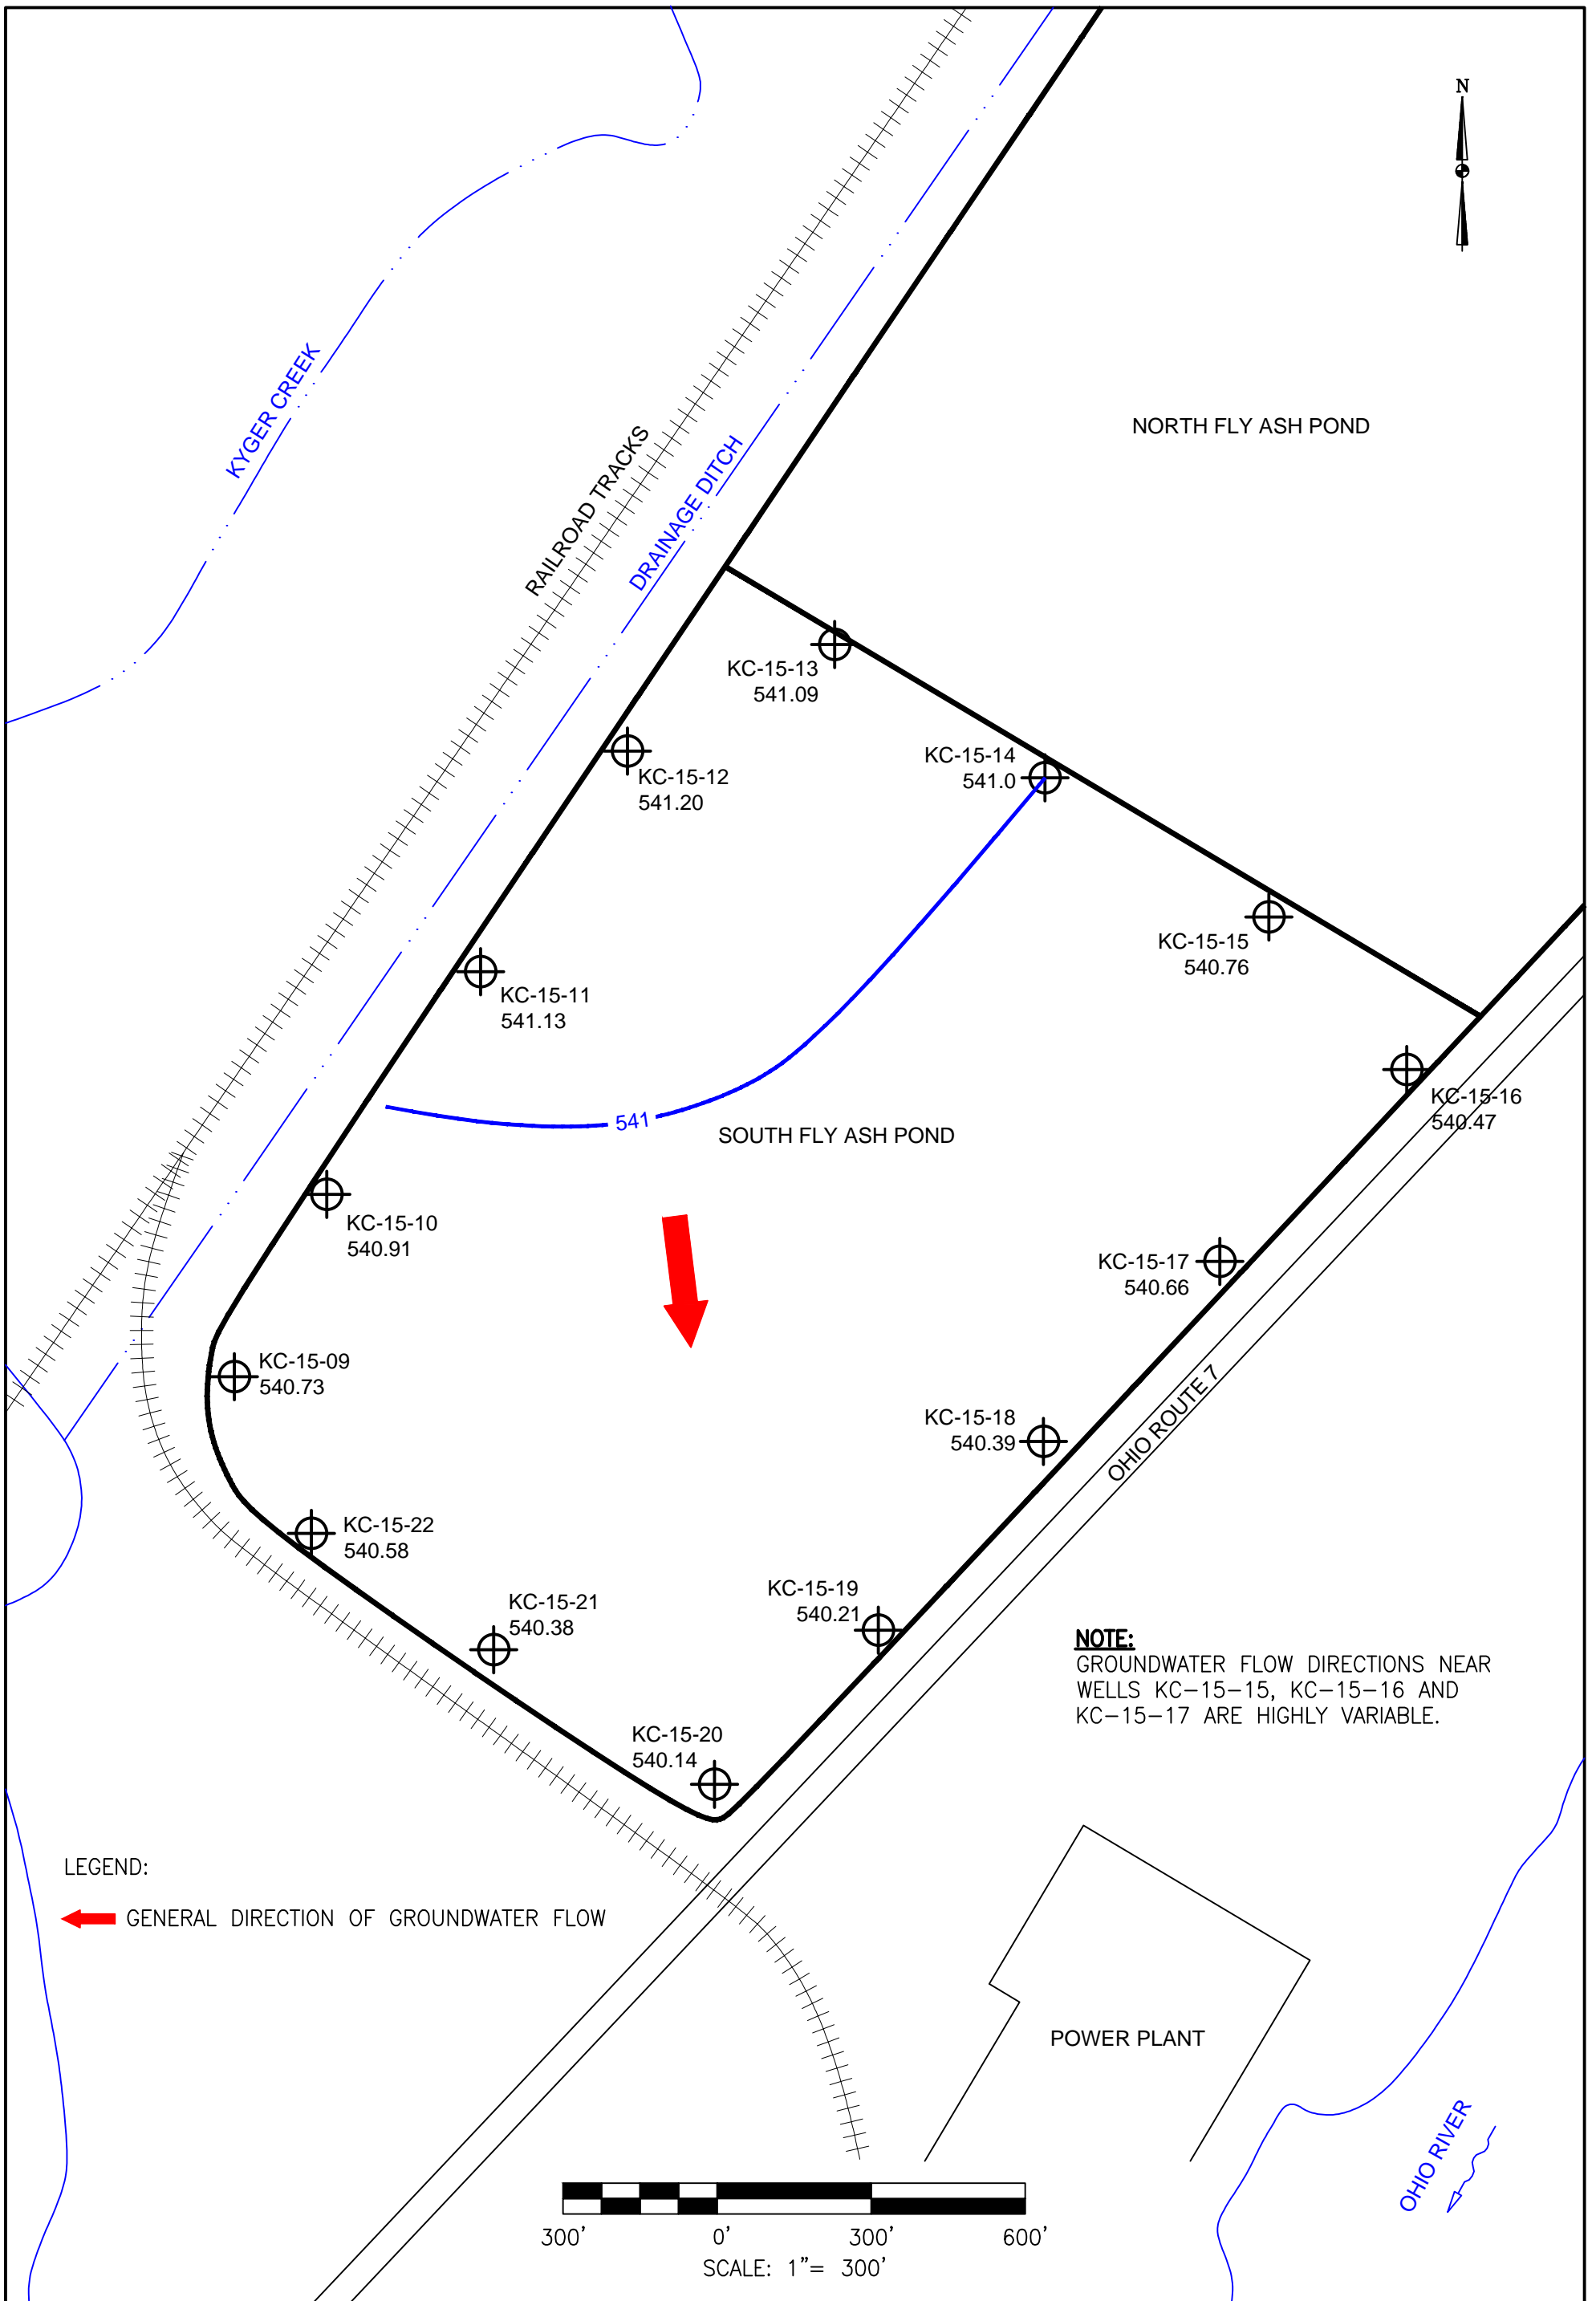 N
NORTH FLY ASH POND
KYGER CREEK
RAILROAD TRACKS
DRAINAGE DITCH
KC-15-13
541.09
KC-15-14
541.0
KC-15-12
541.20
KC-15-15
540.76
KC-15-11
541.13
KC-15-16
540.47
541
SOUTH FLY ASH POND
KC-15-10
540.91
KC-15-17
540.66
KC-15-09
540.73
KC-15-18
540.39
OHIO ROUTE 7
KC-15-22
540.58
KC-15-21
540.38
KC-15-19
540.21
NOTE:
GROUNDWATER FLOW DIRECTIONS NEAR
WELLS KC-15-15, KC-15-16 AND
KC-15-17 ARE HIGHLY VARIABLE.
KC-15-20
540.14
LEGEND:
GENERAL DIRECTION OF GROUNDWATER FLOW
POWER PLANT
OHIO RIVER
300' 0' 300' 600'
SCALE: 1"= 300'